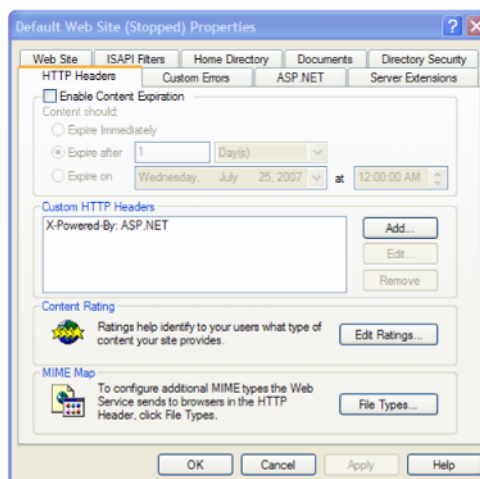 Default Web Site (Stopped) Properties
Web Site ISAPI Filters Home Directory Documents Directory Security
HTTP Headers Custom Errors ASP.NET Server Extensions
Enable Content Expiration
Content should:
Expire Immediately
Expire after 1 Day(s)
Expire on Wednesday, July 25, 2007 at 12:00:00 AM
Custom HTTP Headers
X-Powered-By: ASP.NET
Add...
Edit...
Remove
Content Rating
Ratings help identify to your users what type of
content your site provides.
Edit Ratings...
MIME Map
To configure additional MIME types the Web
Service sends to browsers in the HTTP
Header, click File Types.
File Types...
OK Cancel Apply Help